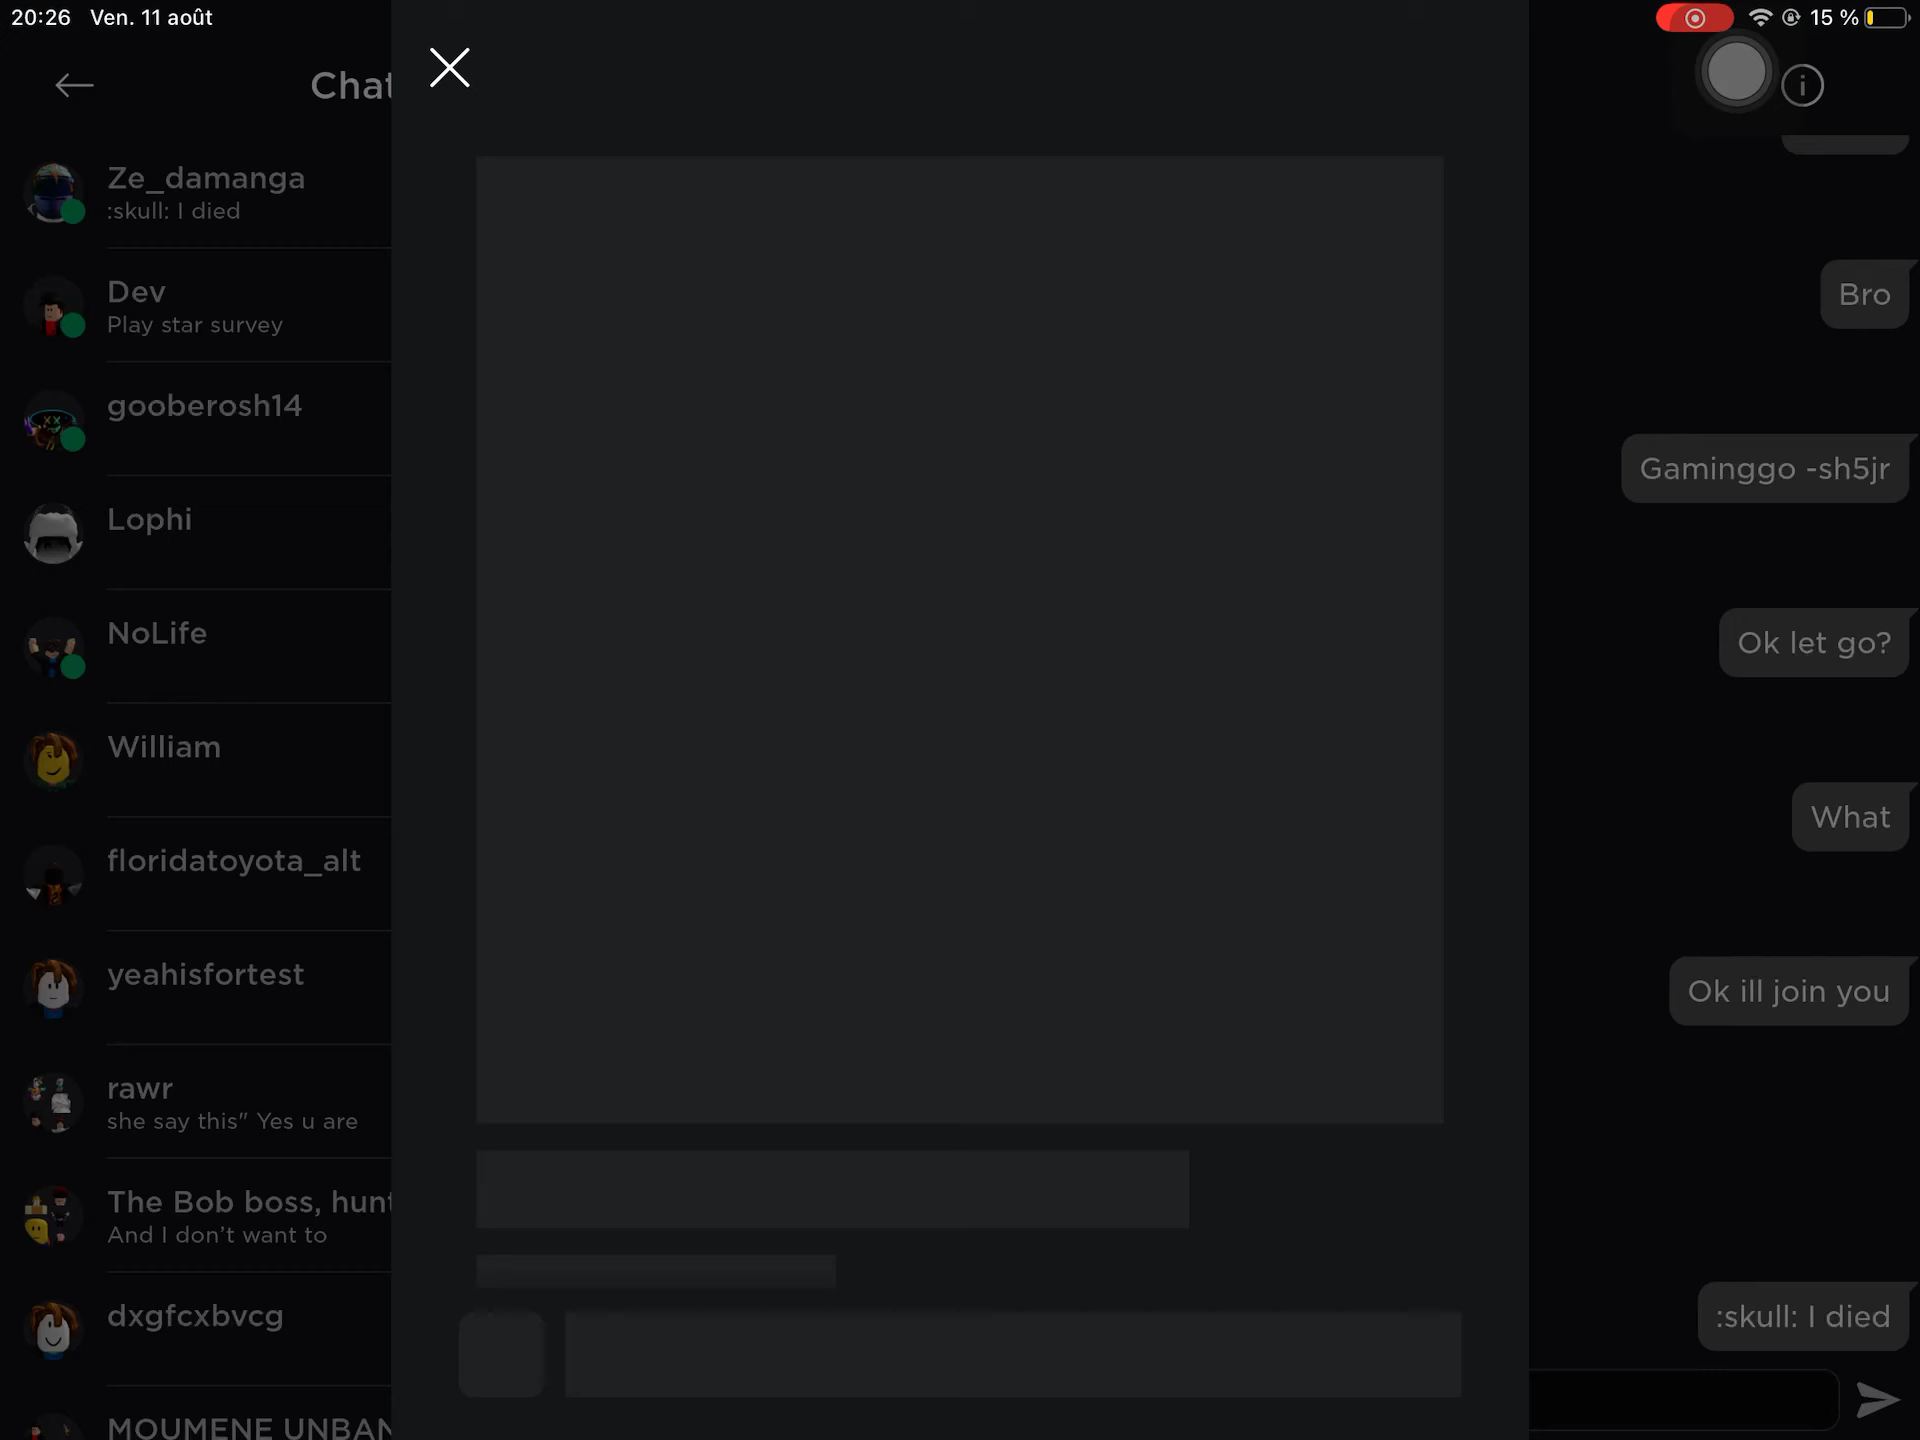 20:26 Ven. 11 août
15 %
Chat
Ze_damanga
:skull: I died
Dev
Play star survey
gooberosh14
Lophi
NoLife
William
floridatoyota_alt
yeahisfortest
rawr
she say this" Yes u are
The Bob boss, hunt
And I don't want to
dxgfcxbvcg
MOUMENE UNBAN
Bro
Gaminggo -sh5jr
Ok let go?
What
Ok ill join you
:skull: I died